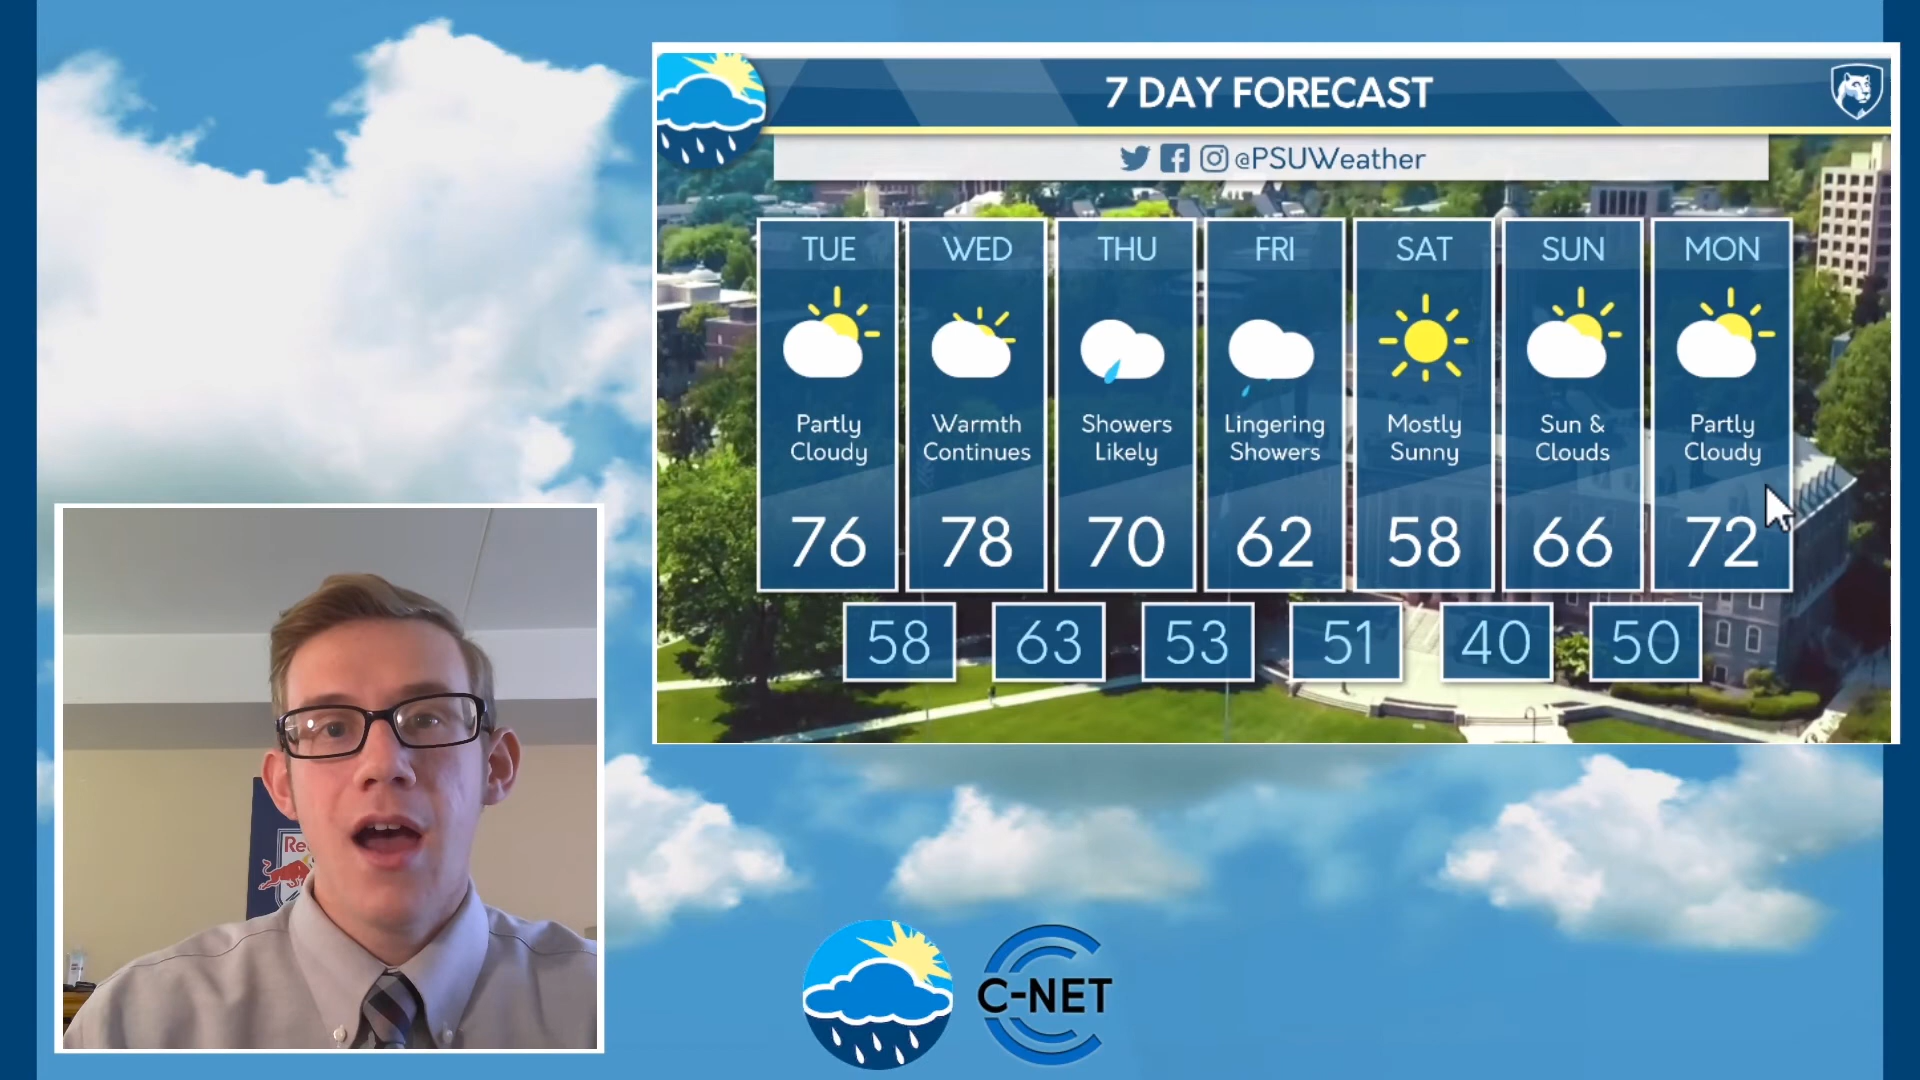 7 DAY FORECAST
@PSUWeather
TUE WED THU FRI SAT SUN MON
Partly Cloudy
Warmth Continues
Showers Likely
Lingering Showers
Mostly Sunny
Sun & Clouds
Partly Cloudy
76 78 70 62 58 66 72
58 63 53 51 40 50
Re
C-NET